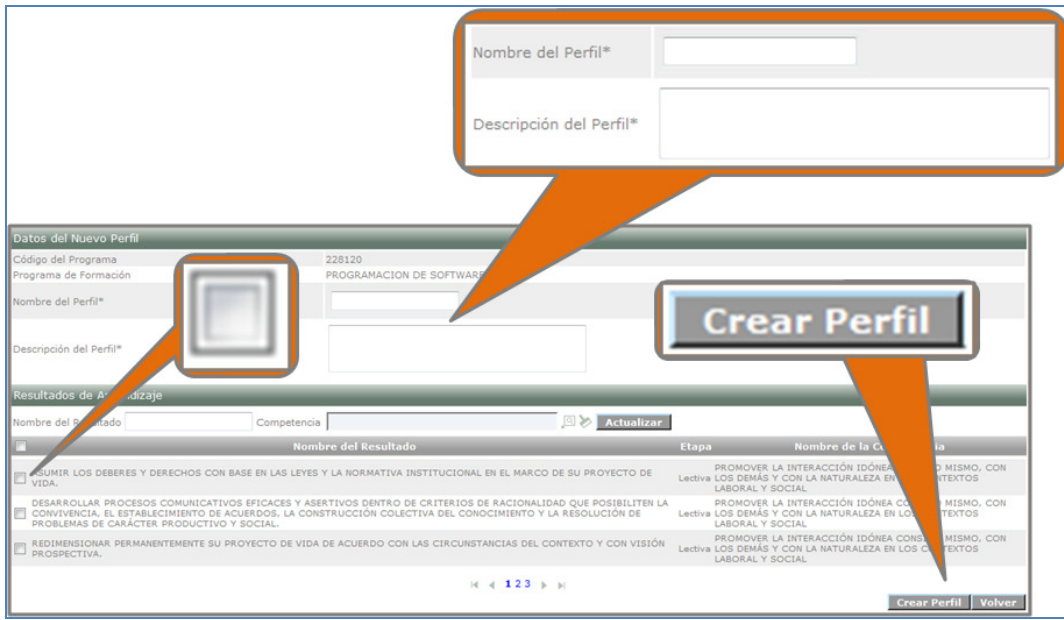 Nombre del Perfil*
Descripción del Perfil*
Datos del Nuevo Perfil
Código del Programa 228120
Programa de Formación PROGRAMACION DE SOFTWARE
Nombre del Perfil*
Crear Perfil
Descripción del Perfil*
Resultados de
Nombre del Competencia Actualizar
Nombre del Resultado Etapa Nombre de la
ASUMIR LOS DEBERES Y DERECHOS CON BASE EN LAS LEYES Y LA NORMATIVA INSTITUCIONAL EN EL MARCO DE SU PROYECTO DE
VIDA.
Lectiva
PROMOVER LA INTERACCIÓN IDÓNEA MISMO, CON
LOS DEMÁS Y CON LA NATURALEZA EN
LABORAL Y SOCIAL
DESARROLLAR PROCESOS COMUNICATIVOS EFICACES Y ASERTIVOS DENTRO DE CRITERIOS DE RACIONALIDAD QUE POSIBILITEN LA
CONVIVENCIA, EL ESTABLECIMIENTO DE ACUERDOS, LA CONSTRUCCIÓN COLECTIVA DEL CONOCIMIENTO Y LA RESOLUCIÓN DE
PROBLEMAS DE CARÁCTER PRODUCTIVO Y SOCIAL.
Lectiva
PROMOVER LA INTERACCIÓN IDÓNEA MISMO, CON
LOS DEMÁS Y CON LA NATURALEZA EN LOS
LABORAL Y SOCIAL
REDIMENSIONAR PERMANENTEMENTE SU PROYECTO DE VIDA DE ACUERDO CON LAS CIRCUNSTANCIAS DEL CONTEXTO Y CON VISIÓN
PROSPECTIVA.
Lectiva
PROMOVER LA INTERACCIÓN IDÓNEA MISMO, CON
LOS DEMÁS Y CON LA NATURALEZA EN LOS
LABORAL Y SOCIAL
1 2 3
Crear Perfil Volver